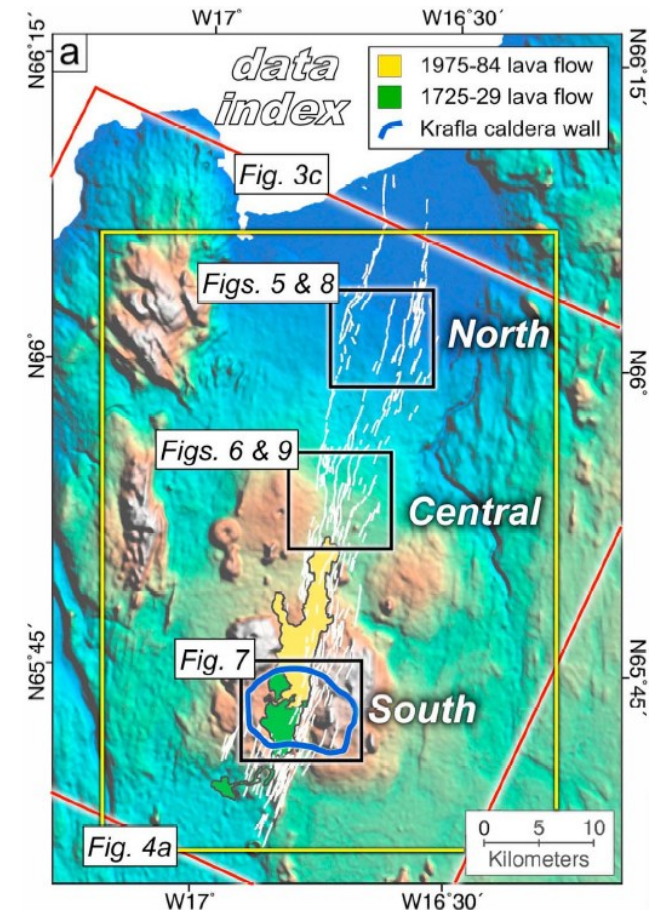 W17˚
W16˚30´
N66˚15´
N66˚15´
a
data
index
1975-84 lava flow
1725-29 lava flow
Krafla caldera wall
Fig. 3c
Figs. 5 & 8
North
N66˚
N66˚
Figs. 6 & 9
Central
Fig. 7
N65˚45´
N65˚45´
South
Fig. 4a
0 5 10
Kilometers
W17˚
W16˚30´